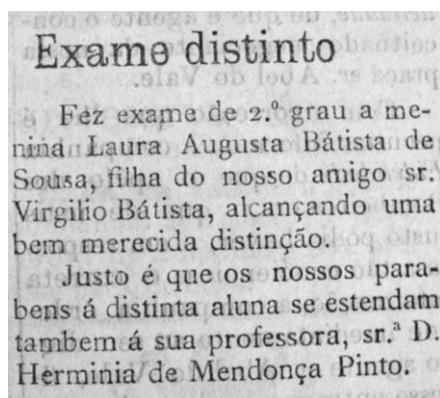 Exame distinto
Fez exame de 2.º grau a me-
nina Laura Augusta Bátista de
Sousa, filha do nosso amigo sr.
Virgilio Bátista, alcançando uma
bem merecida distinção.
Justo é que os nossos para-
bens á distinta aluna se estendam
tambem á sua professora, sr.ª D.
Herminia de Mendonça Pinto.